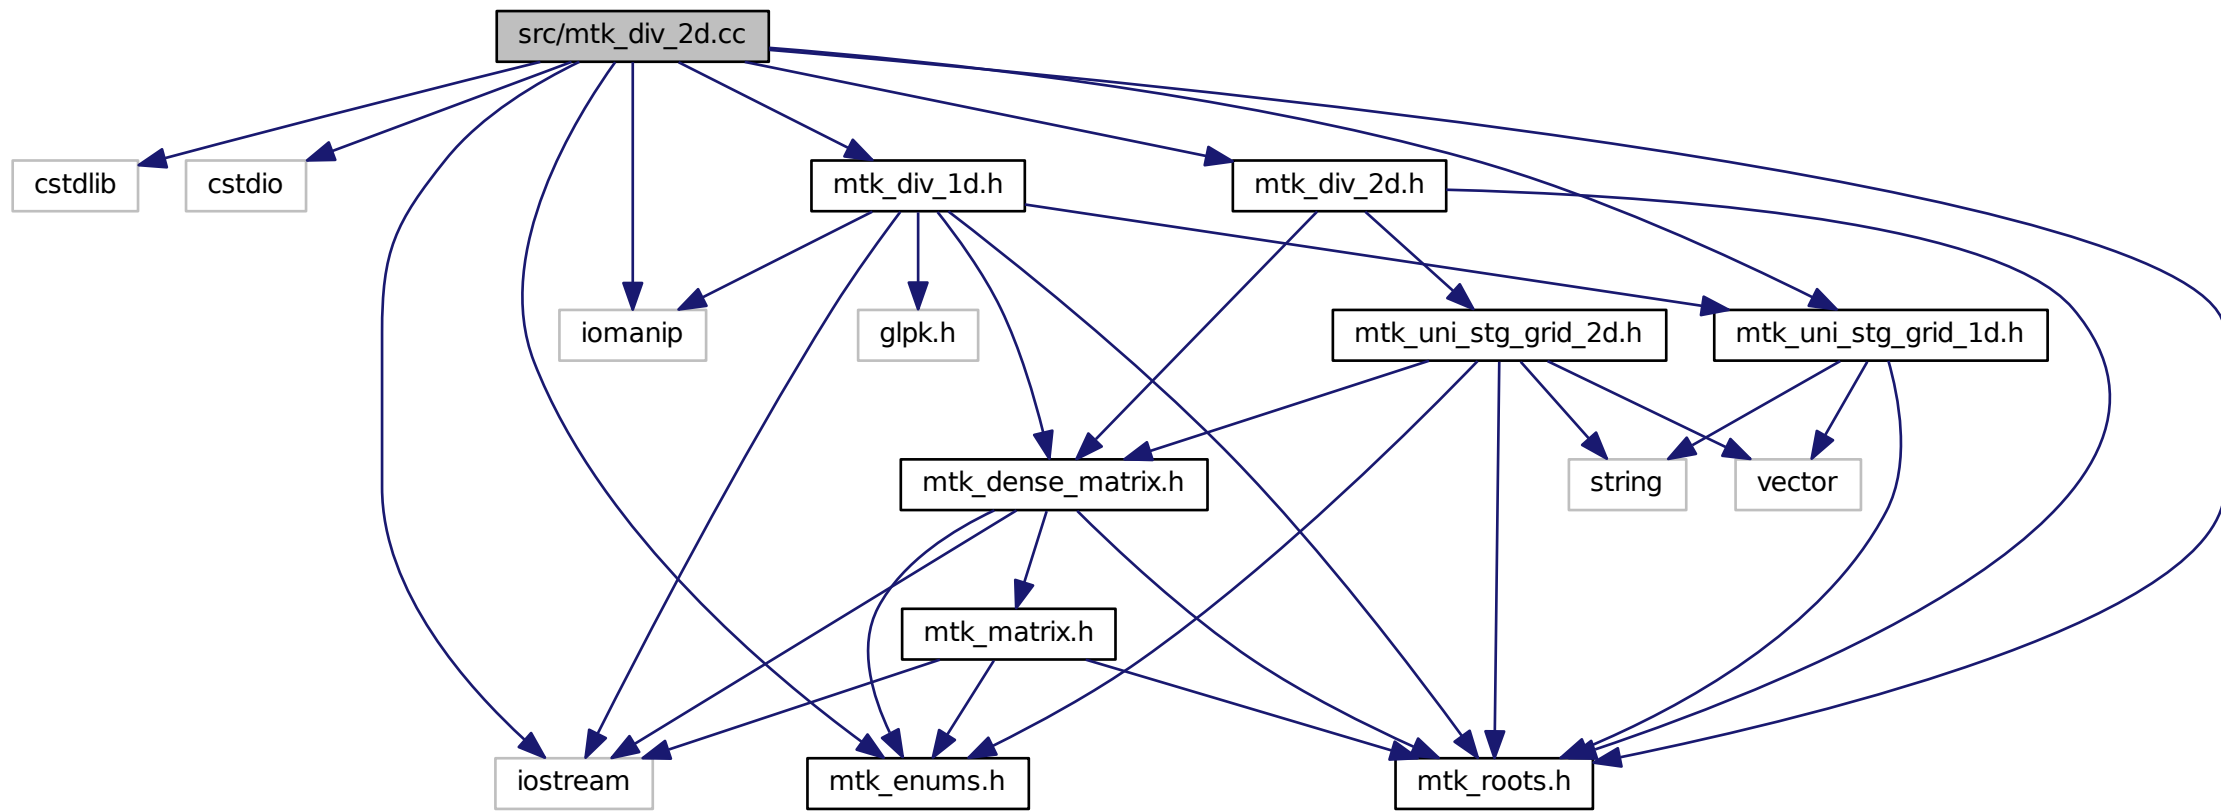 src/mtk_div_2d.cc
cstdlib
cstdio
mtk_div_1d.h
mtk_div_2d.h
iomanip
glpk.h
mtk_uni_stg_grid_2d.h
mtk_uni_stg_grid_1d.h
mtk_dense_matrix.h
string
vector
mtk_matrix.h
iostream
mtk_enums.h
mtk_roots.h